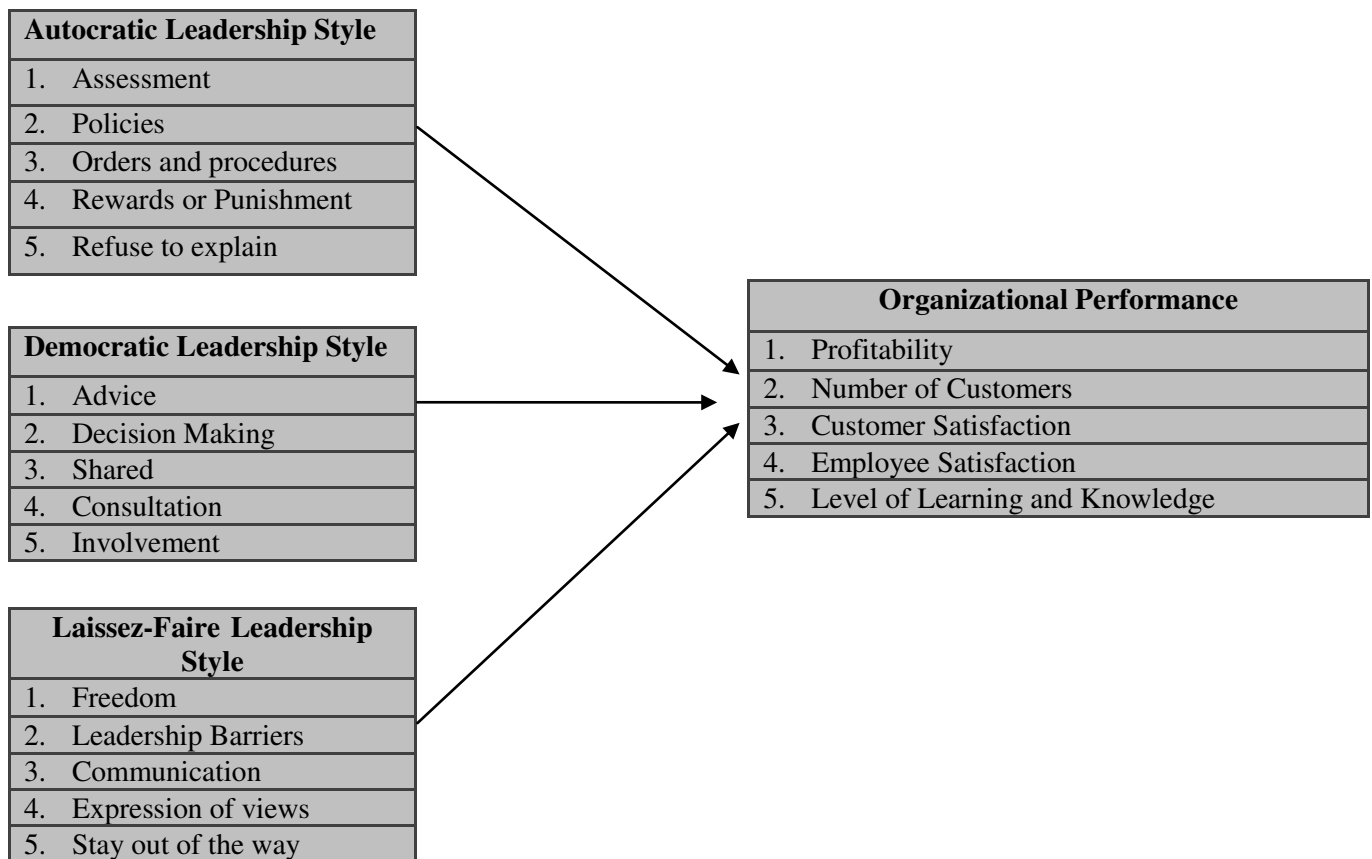 Autocratic Leadership Style
1. Assessment
2. Policies
3. Orders and procedures
4. Rewards or Punishment
5. Refuse to explain
Democratic Leadership Style
1. Advice
2. Decision Making
3. Shared
4. Consultation
5. Involvement
Laissez-Faire Leadership
Style
1. Freedom
2. Leadership Barriers
3. Communication
4. Expression of views
5. Stay out of the way
Organizational Performance
1. Profitability
2. Number of Customers
3. Customer Satisfaction
4. Employee Satisfaction
5. Level of Learning and Knowledge